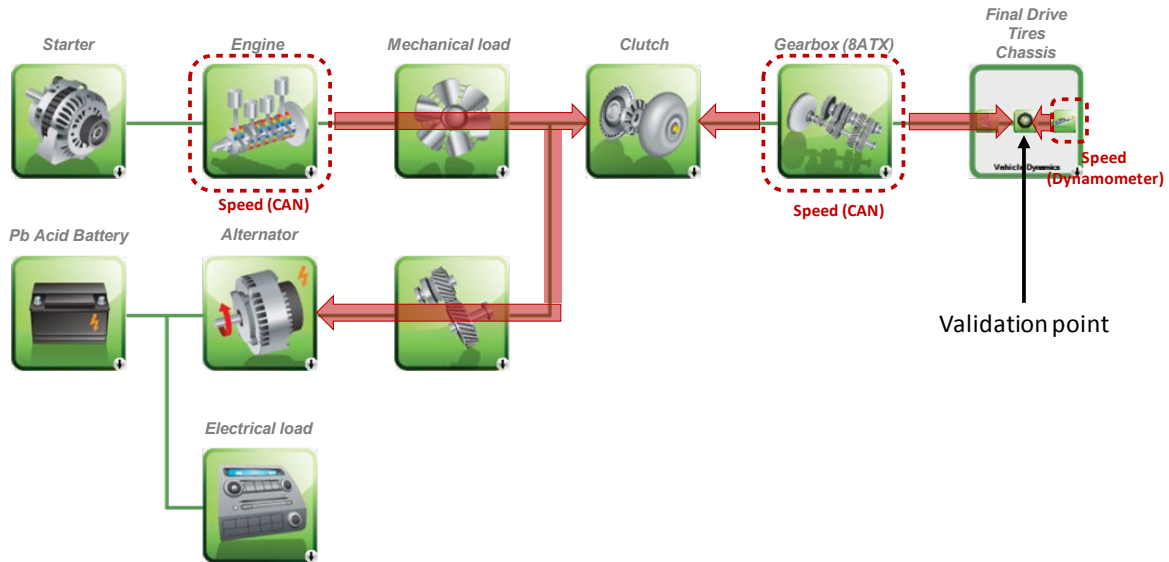 Starter
Engine
Mechanical load
Clutch
Gearbox (8ATX)
Final Drive
Tires
Chassis
Vehicle Dynamics
Speed (CAN)
Speed (CAN)
Speed
(Dynamometer)
Pb Acid Battery
Alternator
Validation point
Electrical load